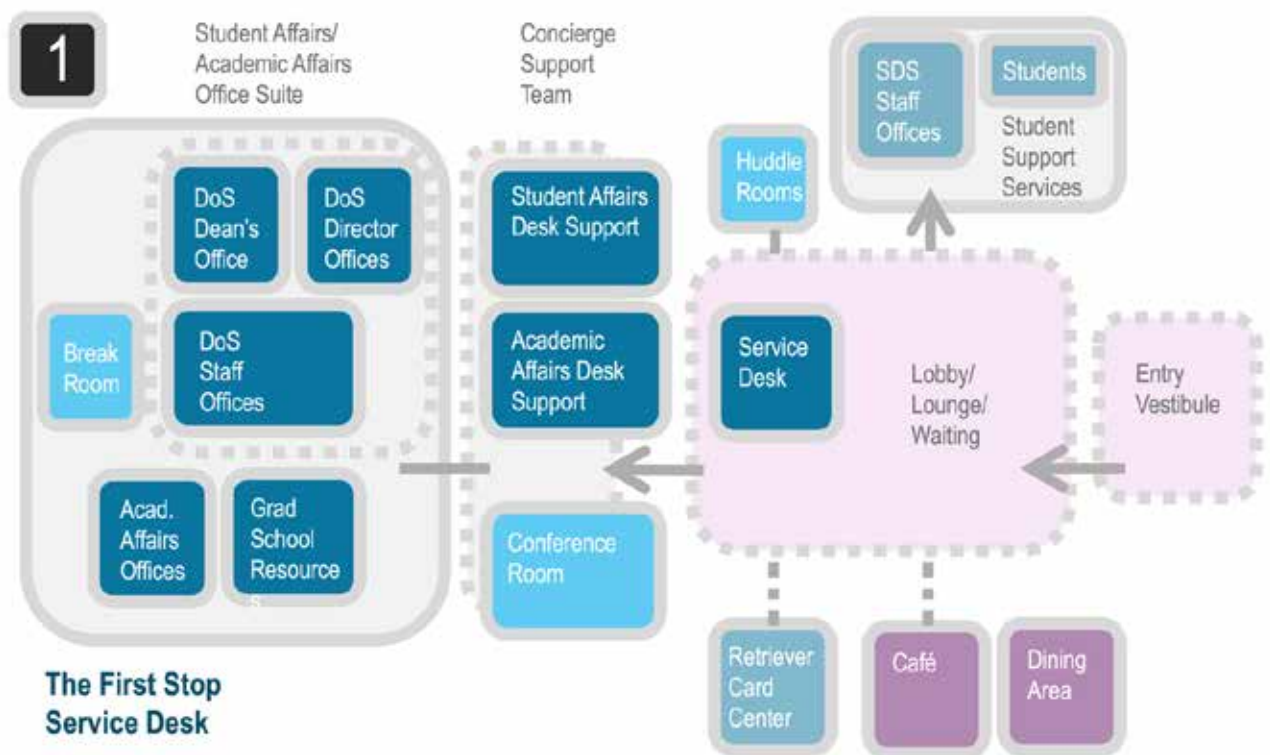 1
Student Affairs/
Academic Affairs
Office Suite
Concierge
Support
Team
SDS
Staff
Offices
Students
Student
Support
Services
Huddle
Rooms
DoS
Dean's
Office
DoS
Director
Offices
Student Affairs
Desk Support
Break
Room
DoS
Staff
Offices
Academic
Affairs Desk
Support
Service
Desk
Lobby/
Lounge/
Waiting
Entry
Vestibule
Acad.
Affairs
Offices
Grad
School
Resource
s
Conference
Room
Retriever
Card
Center
Café
Dining
Area
The First Stop
Service Desk